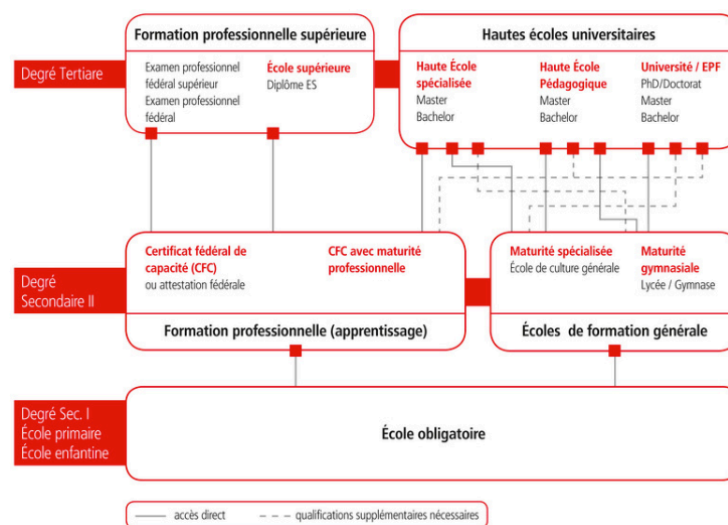 Formation professionnelle supérieure
Hautes écoles universitaires
Degré Tertiare
Examen professionnel
fédéral supérieur
Examen professionnel
fédéral
École supérieure
Diplôme ES
Haute École
spécialisée
Master
Bachelor
Haute École
Pédagogique
Master
Bachelor
Université / EPF
PhD/Doctorat
Master
Bachelor
Degré
Secondaire II
Certificat fédéral de
capacité (CFC)
ou attestation fédérale
CFC avec maturité
professionnelle
Maturité spécialisée
École de culture générale
Maturité
gymnasiale
Lycée / Gymnase
Formation professionnelle (apprentissage)
Écoles de formation générale
Degré Sec. I
École primaire
École enfantine
École obligatoire
accès direct
qualifications supplémentaires nécessaires